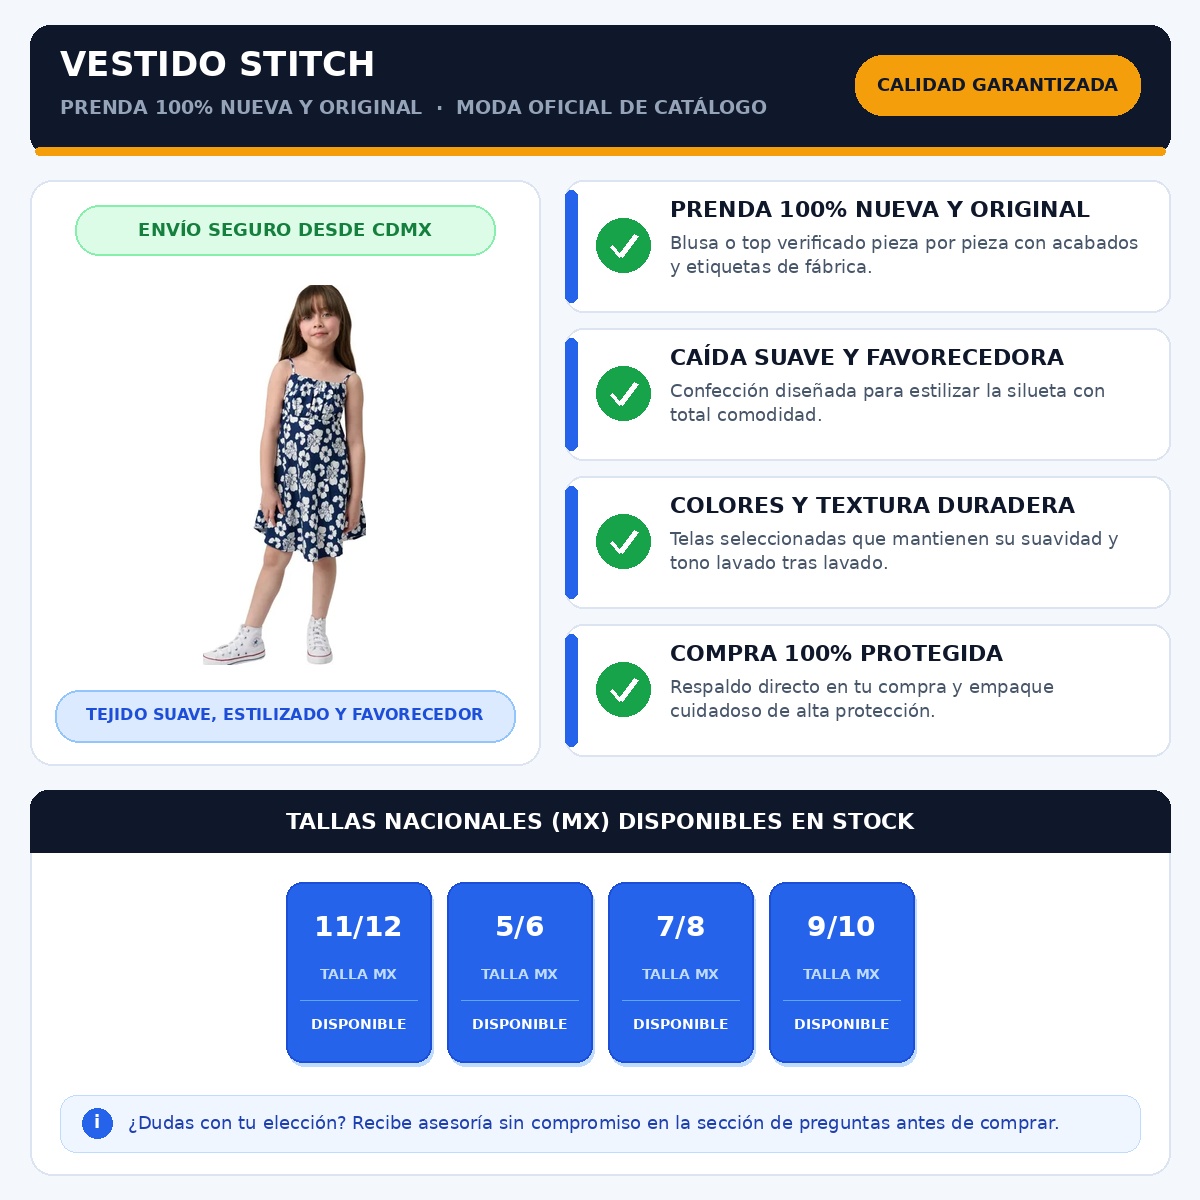 VESTIDO STITCH
PRENDA 100% NUEVA Y ORIGINAL · MODA OFICIAL DE CATÁLOGO
CALIDAD GARANTIZADA
ENVÍO SEGURO DESDE CDMX
TEJIDO SUAVE, ESTILIZADO Y FAVORECEDOR
PRENDA 100% NUEVA Y ORIGINAL
Blusa o top verificado pieza por pieza con acabados
y etiquetas de fábrica.
CAÍDA SUAVE Y FAVORECEDORA
Confección diseñada para estilizar la silueta con
total comodidad.
COLORES Y TEXTURA DURADERA
Telas seleccionadas que mantienen su suavidad y
tono lavado tras lavado.
COMPRA 100% PROTEGIDA
Respaldo directo en tu compra y empaque
cuidadoso de alta protección.
TALLAS NACIONALES (MX) DISPONIBLES EN STOCK
11/12
TALLA MX
DISPONIBLE
5/6
TALLA MX
DISPONIBLE
7/8
TALLA MX
DISPONIBLE
9/10
TALLA MX
DISPONIBLE
i ¿Dudas con tu elección? Recibe asesoría sin compromiso en la sección de preguntas antes de comprar.